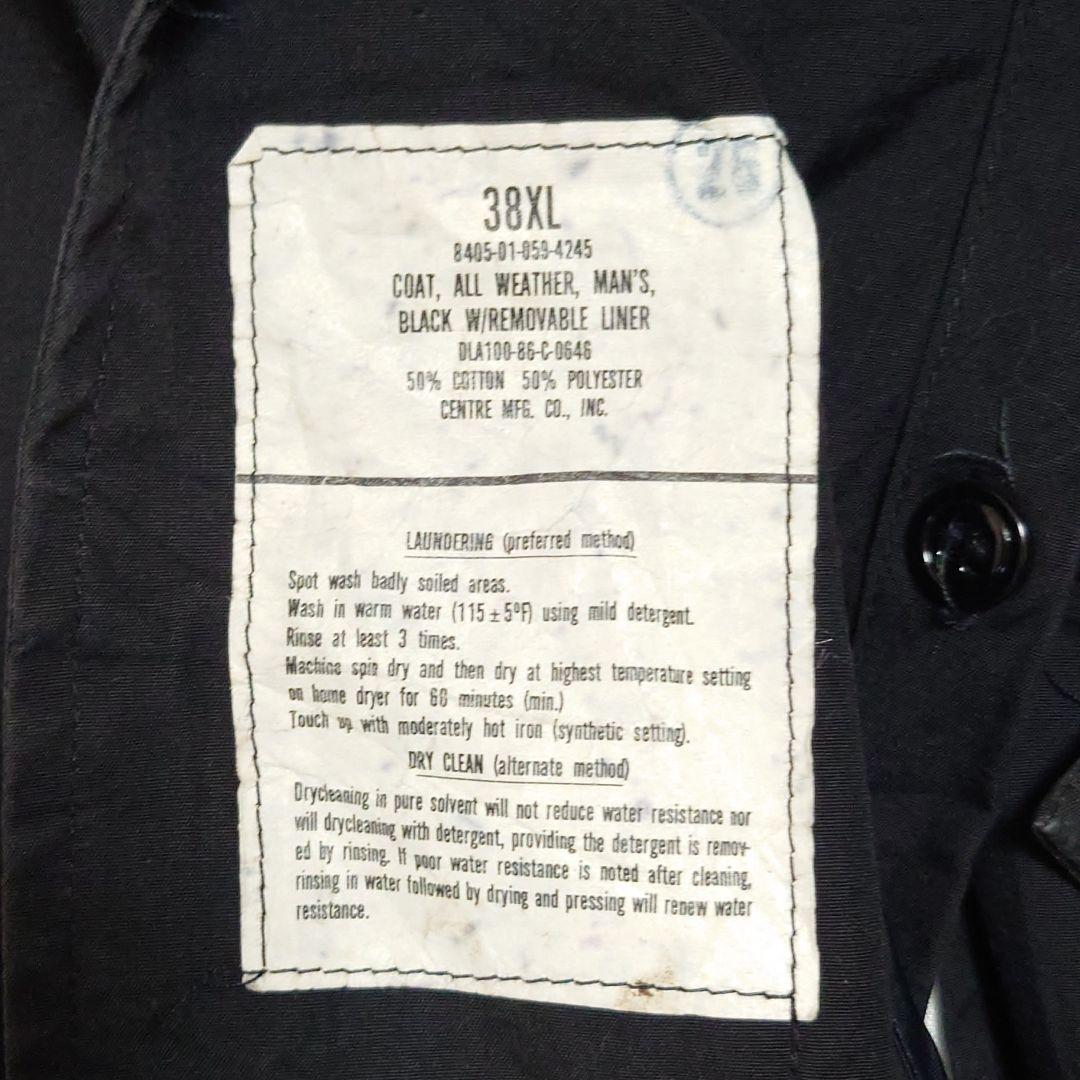 38XL
8405-01-059-4245
COAT, ALL WEATHER, MAN'S,
BLACK W/REMOVABLE LINER
DLA100-86-C-0646
50% COTTON 50% POLYESTER
CENTRE MFG. CO., INC.
LAUNDERING (preferred method)
Spot wash badly soiled areas.
Wash in warm water (115 ± 5°F) using mild detergent.
Rinse at least 3 times.
Machine spin dry and then dry at highest temperature setting
on home dryer for 60 minutes (min.)
Touch up with moderately hot iron (synthetic setting).
DRY CLEAN (alternate method)
Drycleaning in pure solvent will not reduce water resistance nor
will drycleaning with detergent, providing the detergent is remov-
ed by rinsing. If poor water resistance is noted after cleaning,
rinsing in water followed by drying and pressing will renew water
resistance.